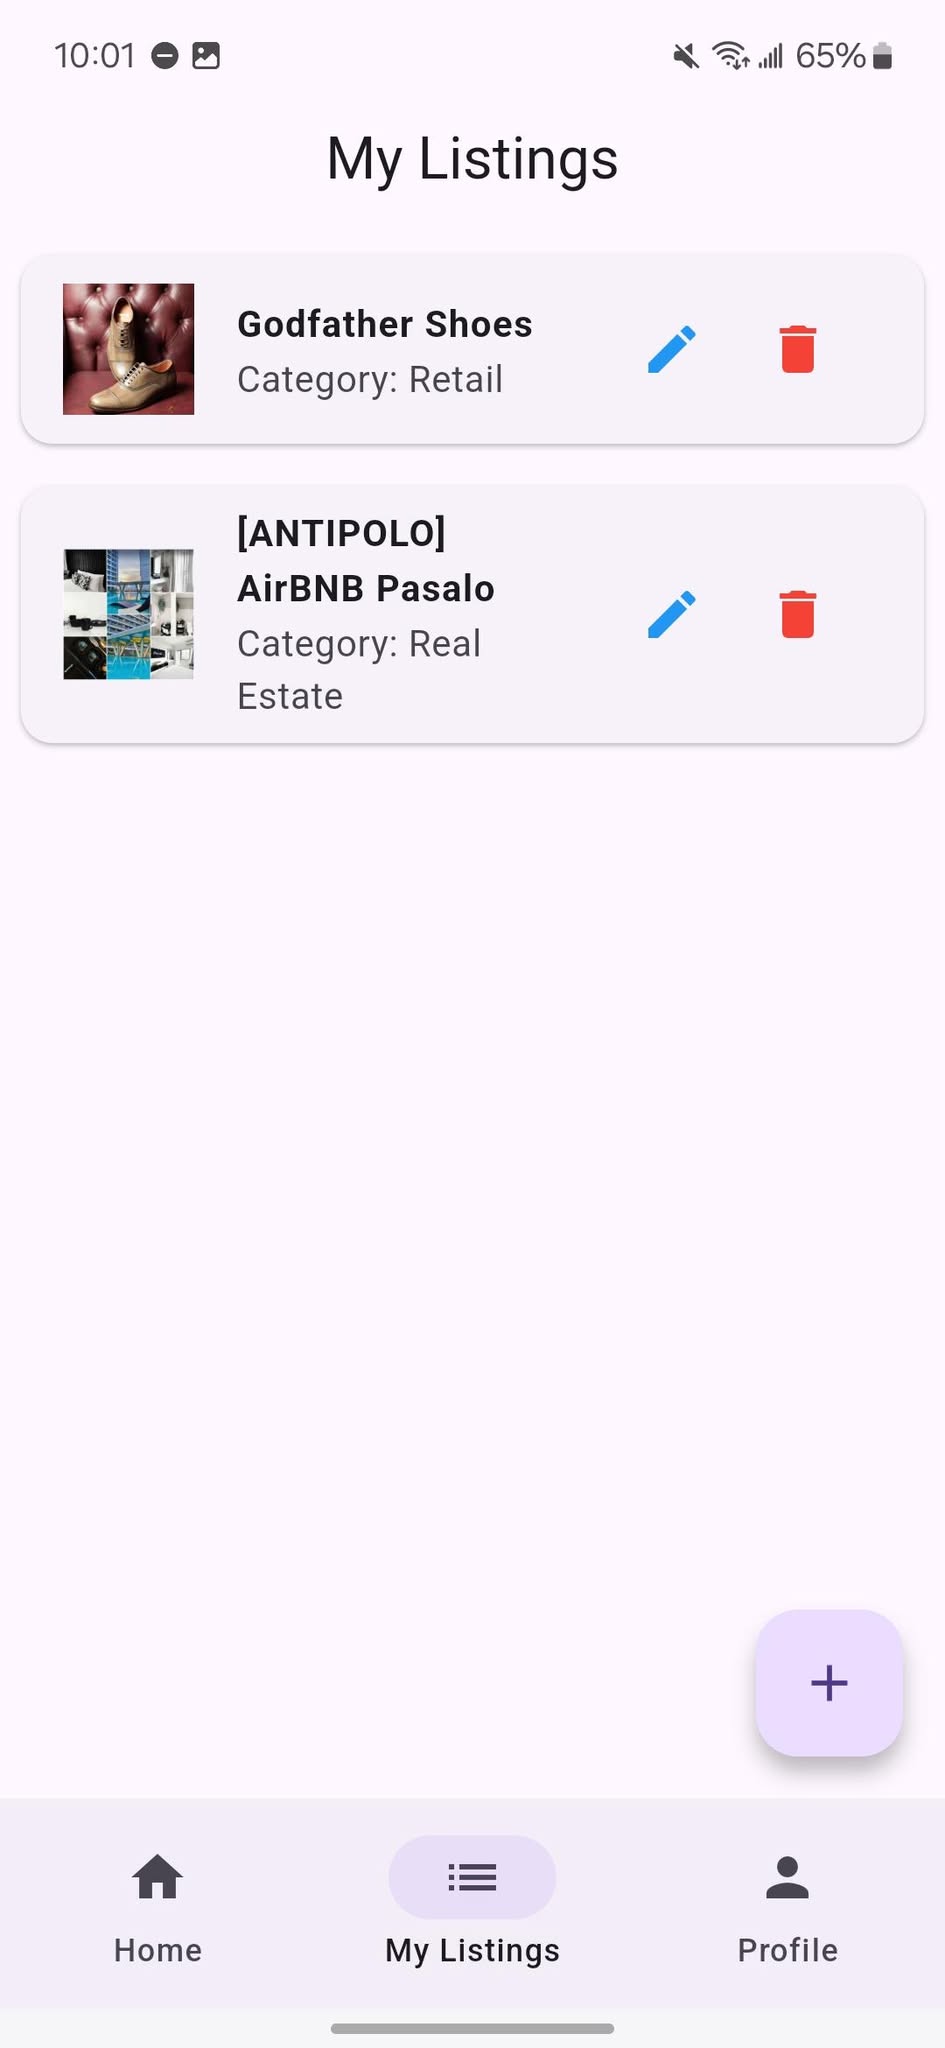 10:01
65%
My Listings
Godfather Shoes
Category: Retail
[ANTIPOLO]
AirBNB Pasalo
Category: Real
Estate
Home
My Listings
Profile